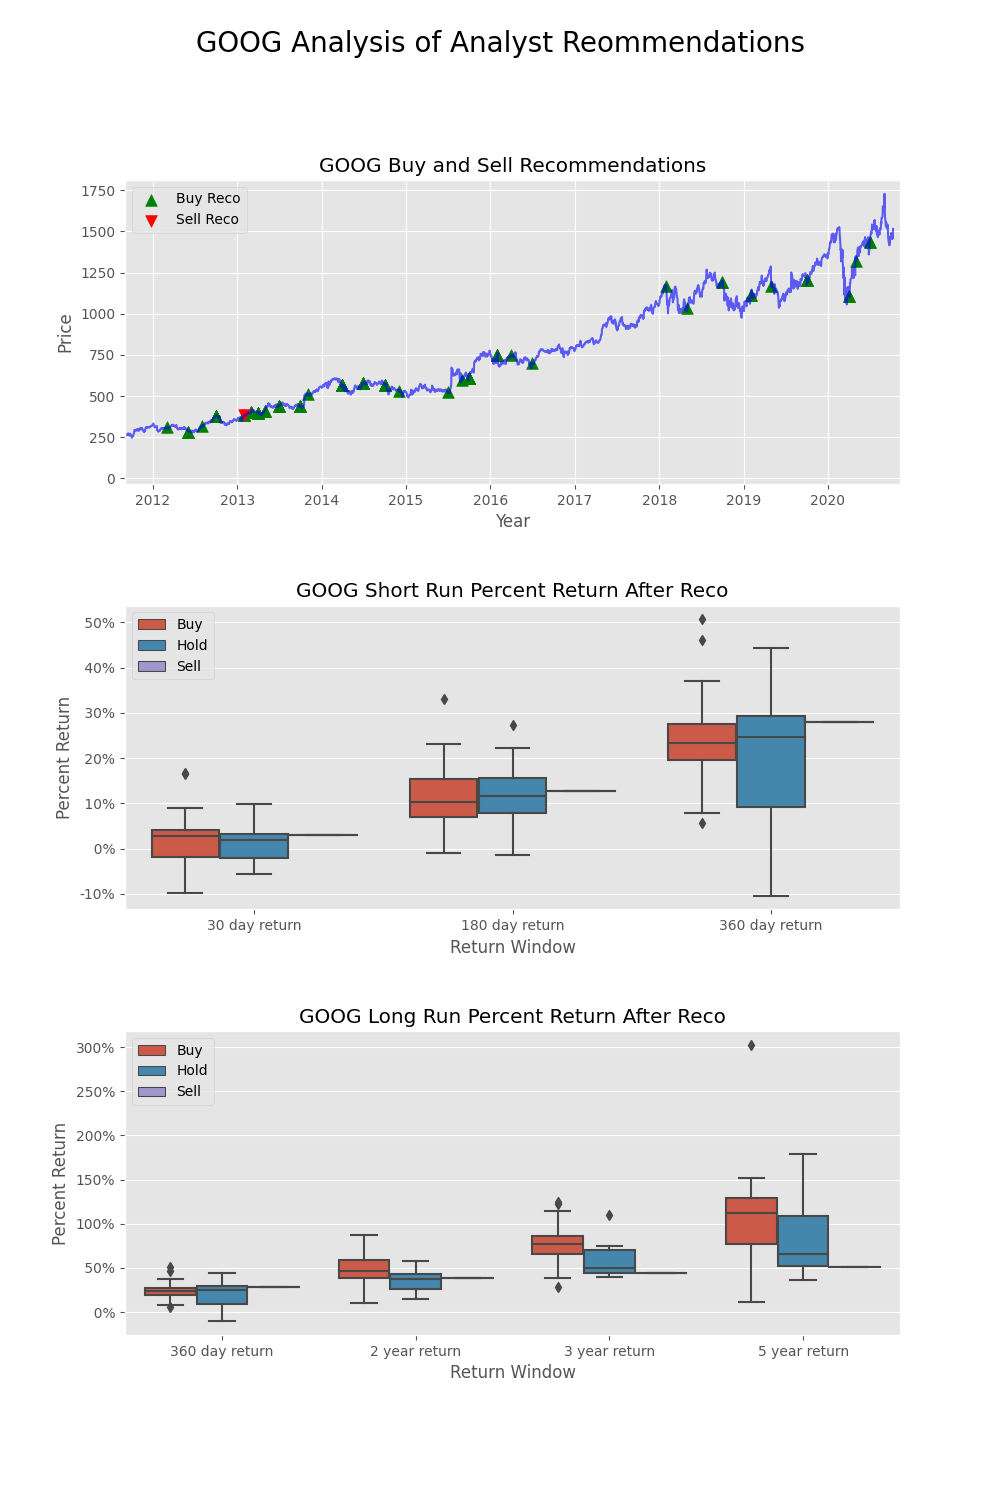 GOOG Analysis of Analyst Reommendations
GOOG Buy and Sell Recommendations
Buy Reco
Sell Reco
1750
1500
1250
1000
750
500
250
0
Price
2012 2013 2014 2015 2016 2017 2018 2019 2020
Year
GOOG Short Run Percent Return After Reco
Buy
Hold
Sell
50%
40%
30%
20%
10%
0%
-10%
Percent Return
30 day return 180 day return 360 day return
Return Window
GOOG Long Run Percent Return After Reco
Buy
Hold
Sell
300%
250%
200%
150%
100%
50%
0%
Percent Return
360 day return 2 year return 3 year return 5 year return
Return Window